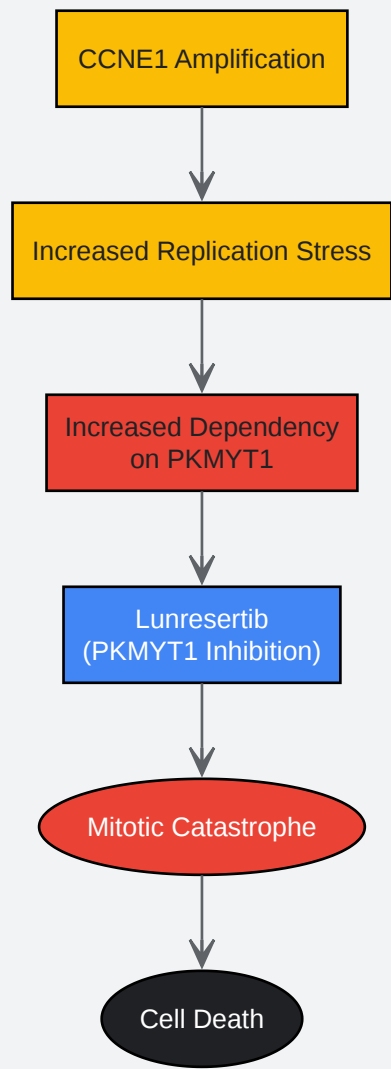 CCNE1 Amplification
Increased Replication Stress
Increased Dependency
on PKMYT1
Lunresertib
(PKMYT1 Inhibition)
Mitotic Catastrophe
Cell Death